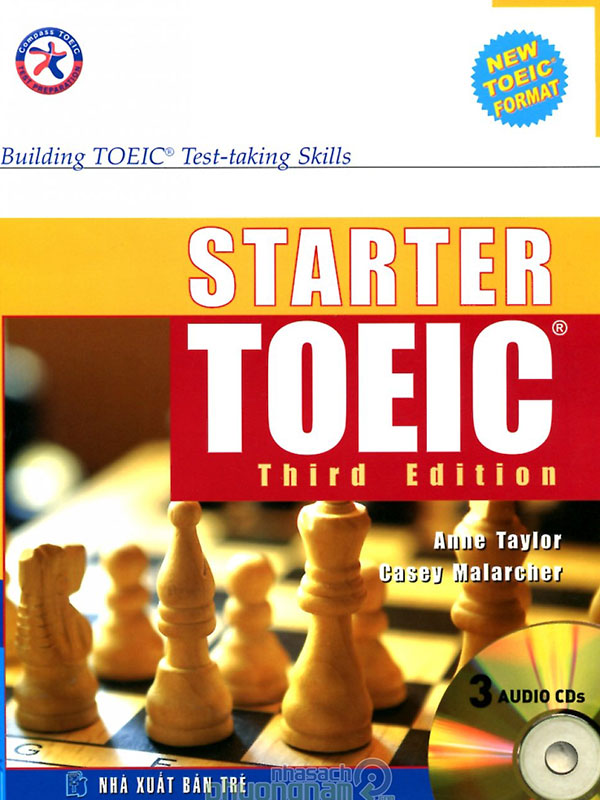 Compass TOEIC
TEST PREPARATION
NEW
TOEIC®
FORMAT
Building TOEIC® Test-taking Skills
STARTER
TOEIC®
Third Edition
Anne Taylor
Casey Malarcher
3 AUDIO CDs
G F E
NHÀ XUẤT BẢN TRẺ
nhasach
phuongnam